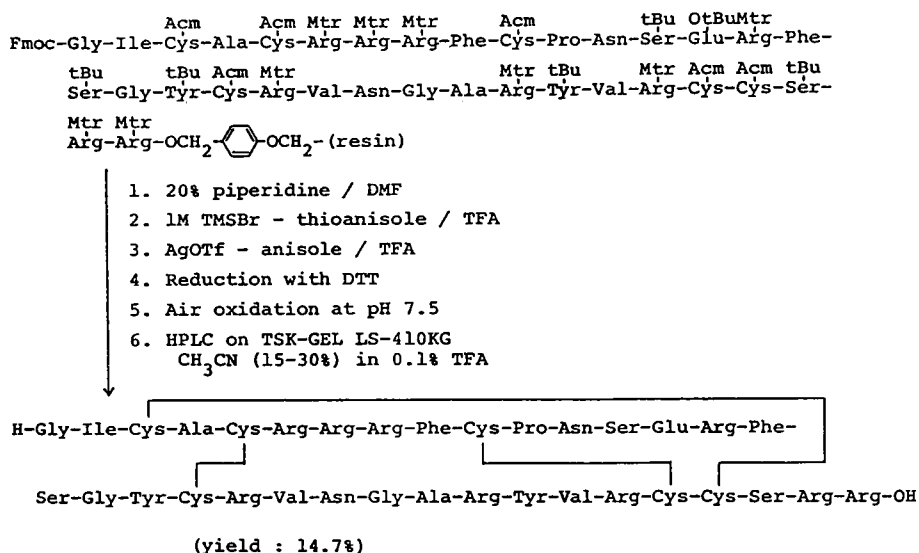 Acm Acm Mtr Mtr Mtr Acm tBu OtBu Mtr
Fmoc-Gly-Ile-Cys-Ala-Cys-Arg-Arg-Arg-Phe-Cys-Pro-Asn-Ser-Glu-Arg-Phe-
tBu tBu Acm Mtr Mtr tBu Mtr Acm Acm tBu
Ser-Gly-Tyr-Cys-Arg-Val-Asn-Gly-Ala-Arg-Tyr-Val-Arg-Cys-Cys-Ser-
Mtr Mtr
Arg-Arg-OCH2-OCH2-(resin)
1. 20% piperidine / DMF
2. 1M TMSBr - thioanisole / TFA
3. AgOTf - anisole / TFA
4. Reduction with DTT
5. Air oxidation at pH 7.5
6. HPLC on TSK-GEL LS-410KG
CH3CN (15-30%) in 0.1% TFA
H-Gly-Ile-Cys-Ala-Cys-Arg-Arg-Arg-Phe-Cys-Pro-Asn-Ser-Glu-Arg-Phe-
Ser-Gly-Tyr-Cys-Arg-Val-Asn-Gly-Ala-Arg-Tyr-Val-Arg-Cys-Cys-Ser-Arg-Arg-OH
(yield : 14.7%)